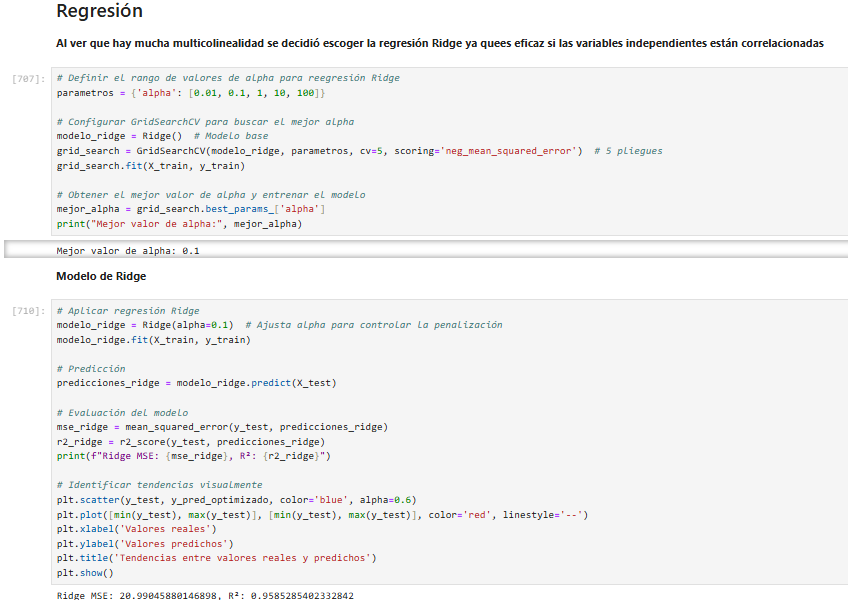 Regresión
Al ver que hay mucha multicolinealidad se decidió escoger la regresión Ridge ya quees eficaz si las variables independientes están correlacionadas
[707]:
# Definir el rango de valores de alpha para reegresión Ridge
parametros = {'alpha': [0.01, 0.1, 1, 10, 100]}
# Configurar GridSearchCV para buscar el mejor alpha
modelo_ridge = Ridge()  # Modelo base
grid_search = GridSearchCV(modelo_ridge, parametros, cv=5, scoring='neg_mean_squared_error')  # 5 pliegues
grid_search.fit(X_train, y_train)
# Obtener el mejor valor de alpha y entrenar el modelo
mejor_alpha = grid_search.best_params_['alpha']
print("Mejor valor de alpha:", mejor_alpha)
Mejor valor de alpha: 0.1
Modelo de Ridge
[710]:
# Aplicar regresión Ridge
modelo_ridge = Ridge(alpha=0.1)  # Ajusta alpha para controlar la penalización
modelo_ridge.fit(X_train, y_train)
# Predicción
predicciones_ridge = modelo_ridge.predict(X_test)
# Evaluación del modelo
mse_ridge = mean_squared_error(y_test, predicciones_ridge)
r2_ridge = r2_score(y_test, predicciones_ridge)
print(f"Ridge MSE: {mse_ridge}, R²: {r2_ridge}")
# Identificar tendencias visualmente
plt.scatter(y_test, y_pred_optimizado, color='blue', alpha=0.6)
plt.plot([min(y_test), max(y_test)], [min(y_test), max(y_test)], color='red', linestyle='--')
plt.xlabel('Valores reales')
plt.ylabel('Valores predichos')
plt.title('Tendencias entre valores reales y predichos')
plt.show()
Ridge MSE: 20.99045880146898, R²: 0.9585285402332842